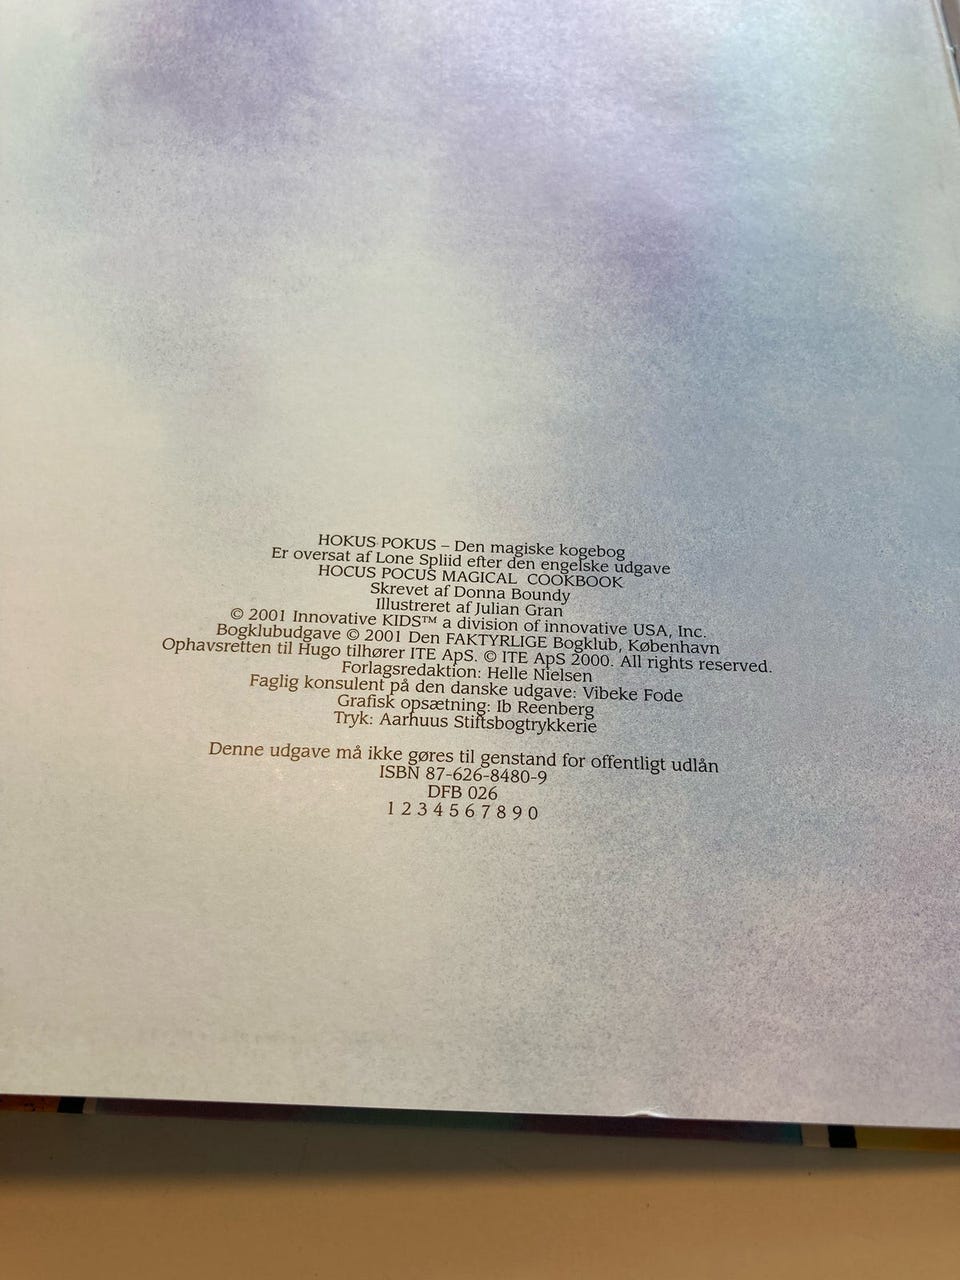 HOKUS POKUS – Den magiske kogebog
Er oversat af Lone Spliid efter den engelske udgave
HOCUS POCUS MAGICAL COOKBOOK
Skrevet af Donna Boundy
Illustreret af Julian Gran
© 2001 Innovative KIDS™ a division of innovative USA, Inc.
Bogklubudgave © 2001 Den FAKTYRLIGE Bogklub, København
Ophavsretten til Hugo tilhører ITE ApS. © ITE ApS 2000. All rights reserved.
Forlagsredaktion: Helle Nielsen
Faglig konsulent på den danske udgave: Vibeke Fode
Grafisk opsætning: Ib Reenberg
Tryk: Aarhuus Stiftsbogtrykkerie
Denne udgave må ikke gøres til genstand for offentligt udlån
ISBN 87-626-8480-9
DFB 026
1 2 3 4 5 6 7 8 9 0